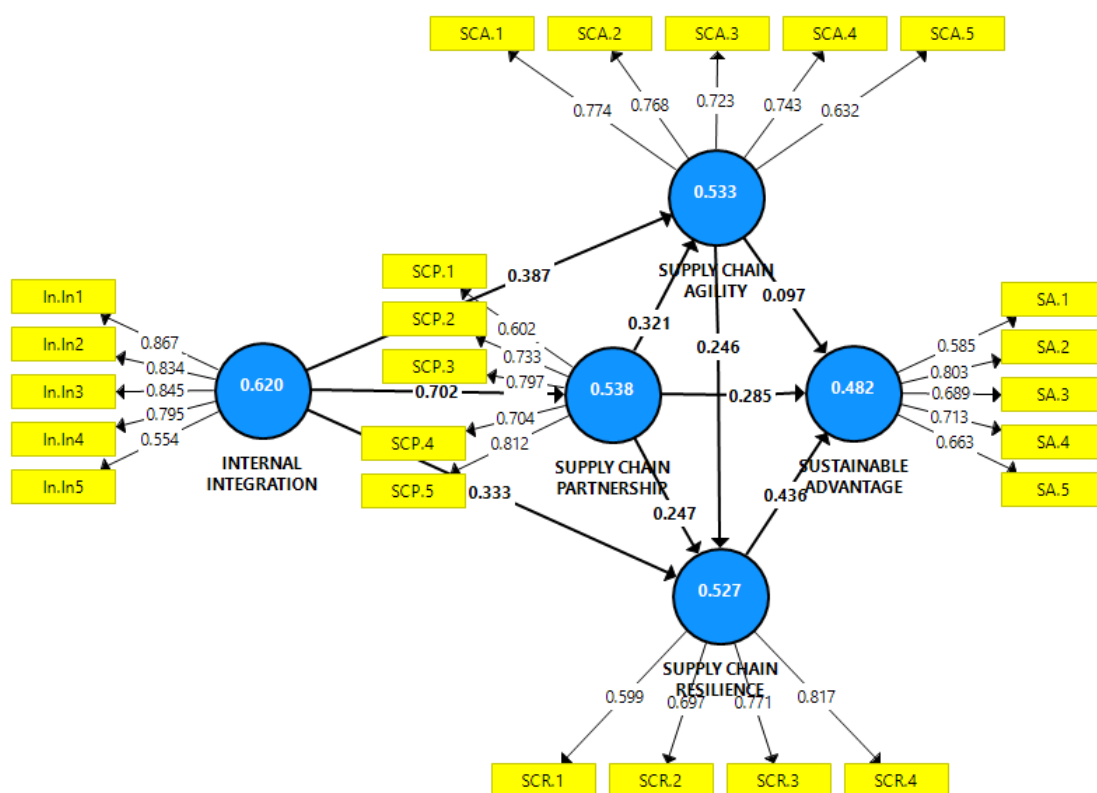 SCA.1 SCA.2 SCA.3 SCA.4 SCA.5
0.774 0.768 0.723 0.743 0.632
0.533
SUPPLY CHAIN
AGILITY
SCP.1
0.387
SCP.2
SCP.3
SCP.4
SCP.5
0.602
0.733
0.797
0.704
0.812
0.321
0.097
0.246
In.In1
In.In2
In.In3
In.In4
In.In5
0.867
0.834
0.845
0.795
0.554
0.620
INTERNAL
INTEGRATION
0.702
0.538
SUPPLY CHAIN
PARTNERSHIP
0.285
0.482
SUSTAINABLE
ADVANTAGE
0.585
0.803
0.689
0.713
0.663
SA.1
SA.2
SA.3
SA.4
SA.5
0.333
0.247
0.436
0.527
SUPPLY CHAIN
RESILIENCE
0.599 0.697 0.771 0.817
SCR.1 SCR.2 SCR.3 SCR.4